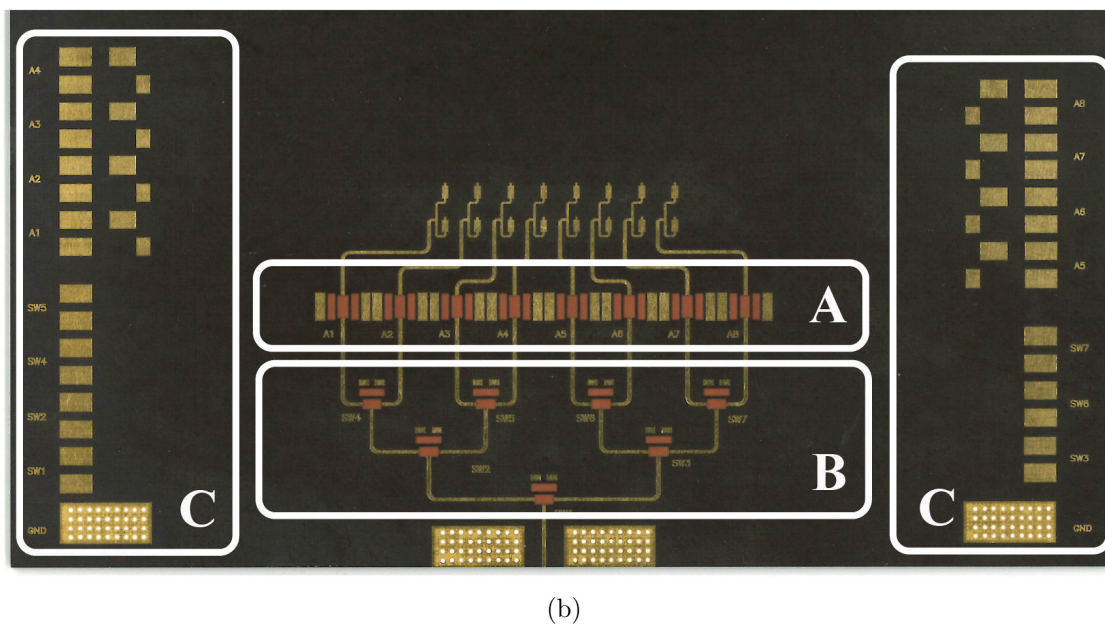 A4
A3
A2
A1
SW5
SW4
SW2
SW1
GND
C
A1 A2 A3 A4 A5 A6 A7 A8
A
SW4 SW5 SW6 SW7
SW2 SW3
B
A8
A7
A6
A5
SW7
SW6
SW3
GND
C
(b)